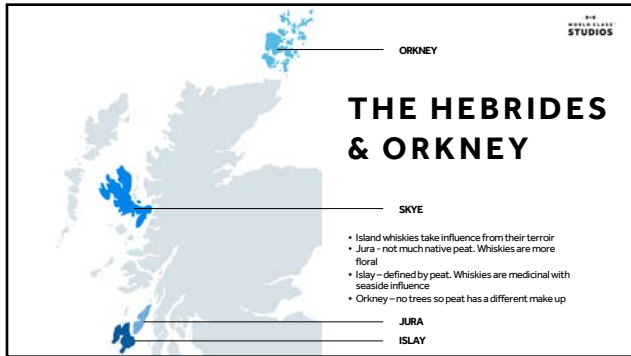 WORLD CLASS
STUDIOS
ORKNEY
THE HEBRIDES
& ORKNEY
SKYE
• Island whiskies take influence from their terroir
• Jura - not much native peat. Whiskies are more
floral
• Islay – defined by peat. Whiskies are medicinal with
seaside influence
• Orkney – no trees so peat has a different make up
JURA
ISLAY